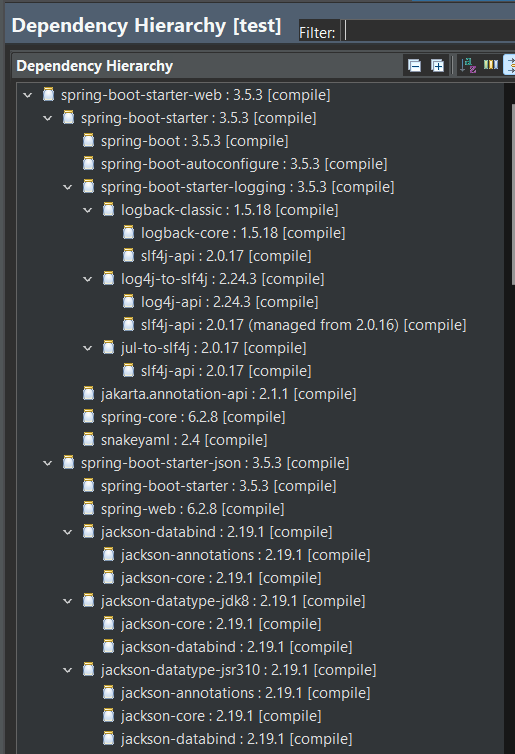 Dependency Hierarchy [test]
Filter:
Dependency Hierarchy
spring-boot-starter-web : 3.5.3 [compile]
spring-boot-starter : 3.5.3 [compile]
spring-boot : 3.5.3 [compile]
spring-boot-autoconfigure : 3.5.3 [compile]
spring-boot-starter-logging : 3.5.3 [compile]
logback-classic : 1.5.18 [compile]
logback-core : 1.5.18 [compile]
slf4j-api : 2.0.17 [compile]
log4j-to-slf4j : 2.24.3 [compile]
log4j-api : 2.24.3 [compile]
slf4j-api : 2.0.17 (managed from 2.0.16) [compile]
jul-to-slf4j : 2.0.17 [compile]
slf4j-api : 2.0.17 [compile]
jakarta.annotation-api : 2.1.1 [compile]
spring-core : 6.2.8 [compile]
snakeyaml : 2.4 [compile]
spring-boot-starter-json : 3.5.3 [compile]
spring-boot-starter : 3.5.3 [compile]
spring-web : 6.2.8 [compile]
jackson-databind : 2.19.1 [compile]
jackson-annotations : 2.19.1 [compile]
jackson-core : 2.19.1 [compile]
jackson-datatype-jdk8 : 2.19.1 [compile]
jackson-core : 2.19.1 [compile]
jackson-databind : 2.19.1 [compile]
jackson-datatype-jsr310 : 2.19.1 [compile]
jackson-annotations : 2.19.1 [compile]
jackson-core : 2.19.1 [compile]
jackson-databind : 2.19.1 [compile]